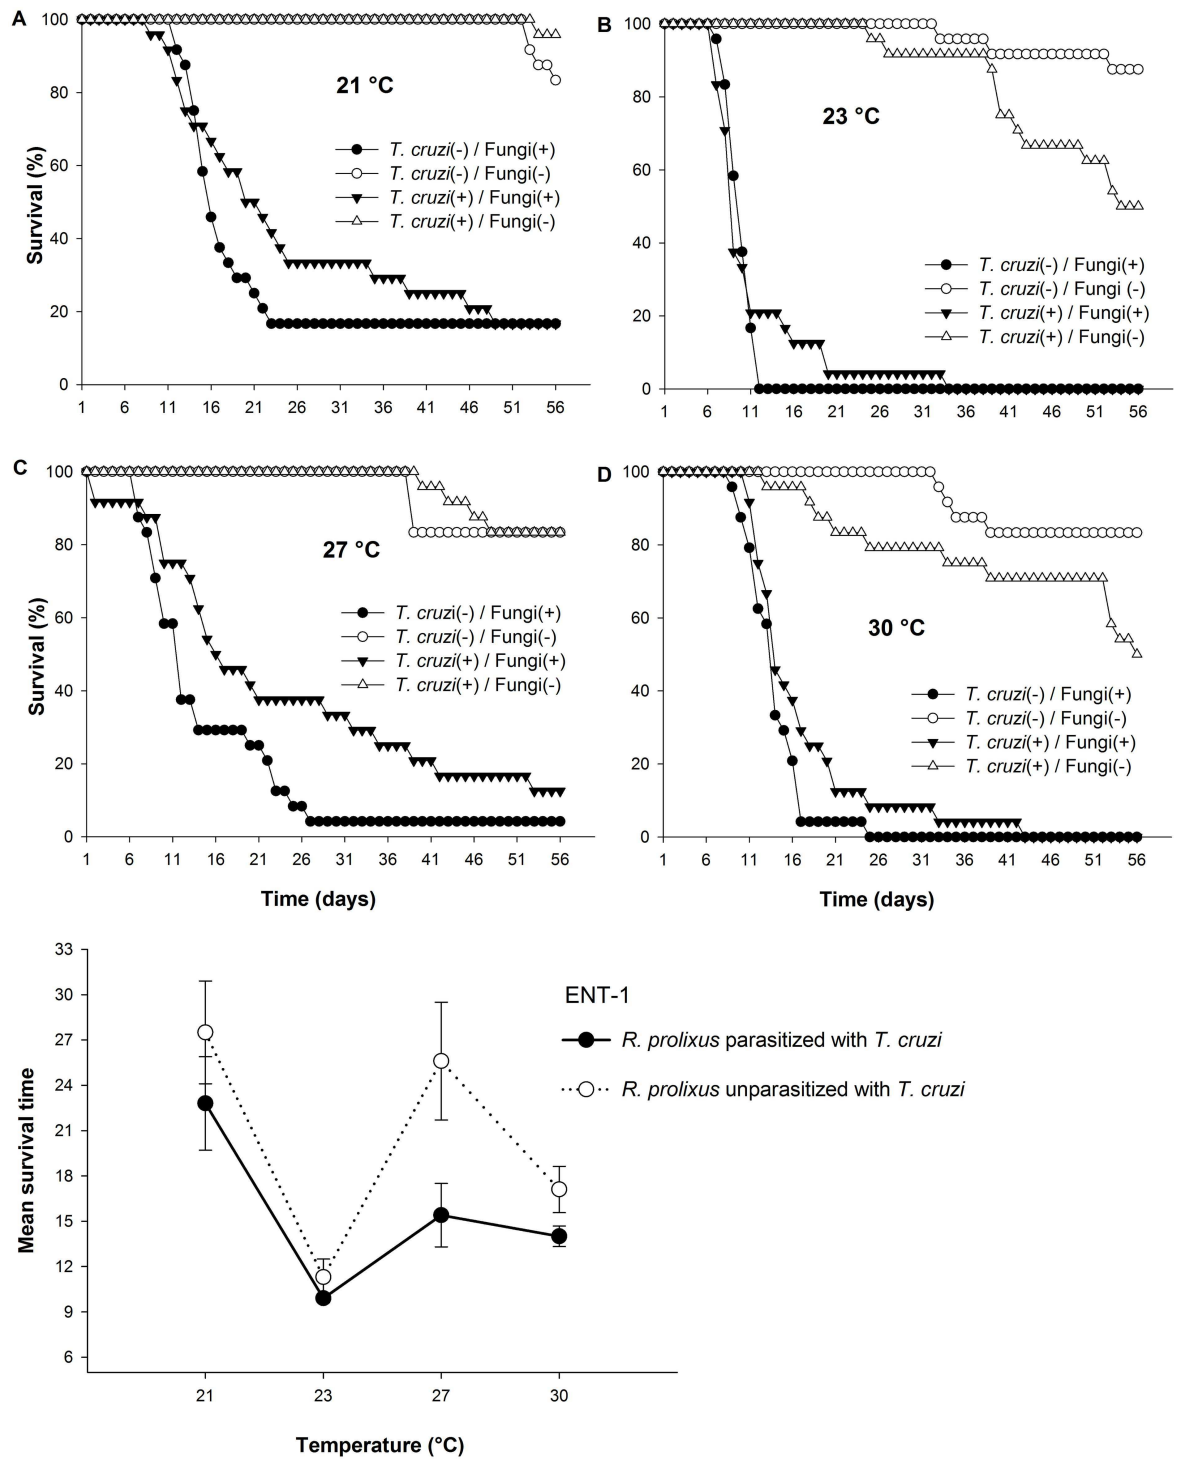 A
100
80
60
40
20
0
Survival (%)
21 °C
T. cruzi(-) / Fungi(+)
T. cruzi(-) / Fungi(-)
T. cruzi(+) / Fungi(+)
T. cruzi(+) / Fungi(-)
1 6 11 16 21 26 31 36 41 46 51 56
B
100
80
60
40
20
0
23 °C
T. cruzi(-) / Fungi(+)
T. cruzi(-) / Fungi (-)
T. cruzi(+) / Fungi(+)
T. cruzi(+) / Fungi(-)
1 6 11 16 21 26 31 36 41 46 51 56
C
100
80
60
40
20
0
Survival (%)
27 °C
T. cruzi(-) / Fungi(+)
T. cruzi(-) / Fungi(-)
T. cruzi(+) / Fungi(+)
T. cruzi(+) / Fungi(-)
1 6 11 16 21 26 31 36 41 46 51 56
Time (days)
D
100
80
60
40
20
0
30 °C
T. cruzi(-) / Fungi(+)
T. cruzi(-) / Fungi(-)
T. cruzi(+) / Fungi(+)
T. cruzi(+) / Fungi(-)
1 6 11 16 21 26 31 36 41 46 51 56
Time (days)
33
30
27
24
21
18
15
12
9
6
Mean survival time
ENT-1
R. prolixus parasitized with T. cruzi
R. prolixus unparasitized with T. cruzi
21 23 27 30
Temperature (°C)